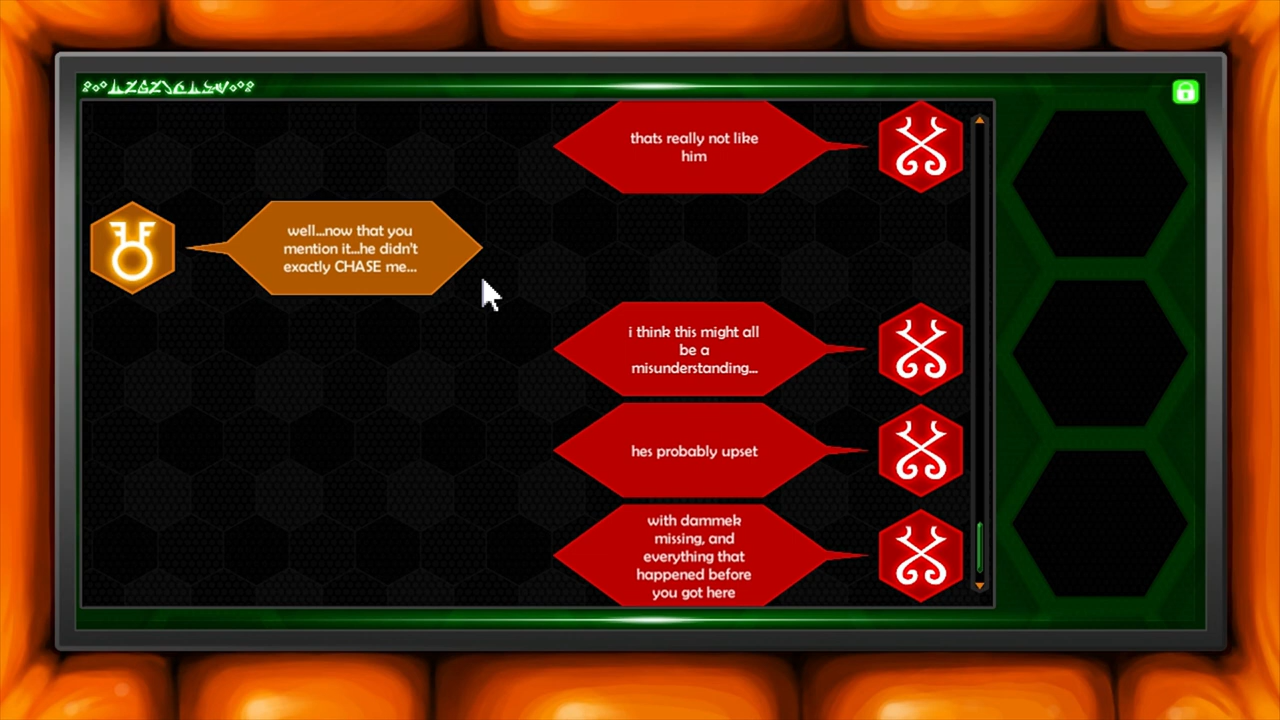 thats really not like
him
well...now that you
mention it...he didn't
exactly CHASE me...
i think this might all
be a
misunderstanding...
hes probably upset
with dammek
missing, and
everything that
happened before
you got here